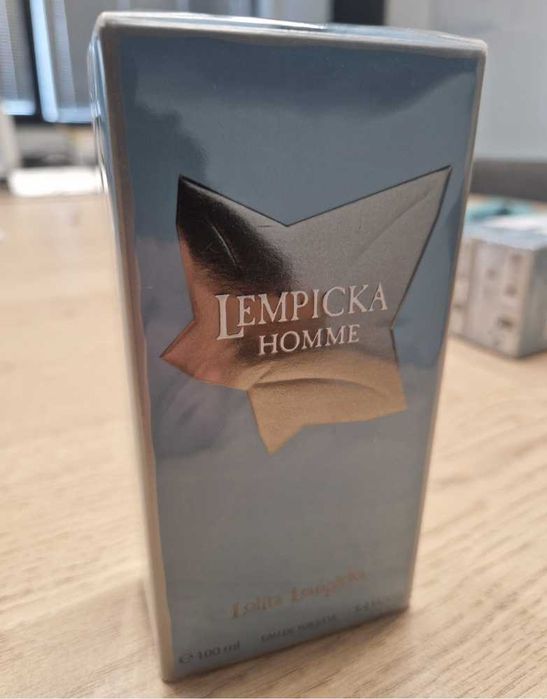 LEMPICKA
HOMME
Lolita Lempicka
℮ 100 ml EAU DE TOILETTE